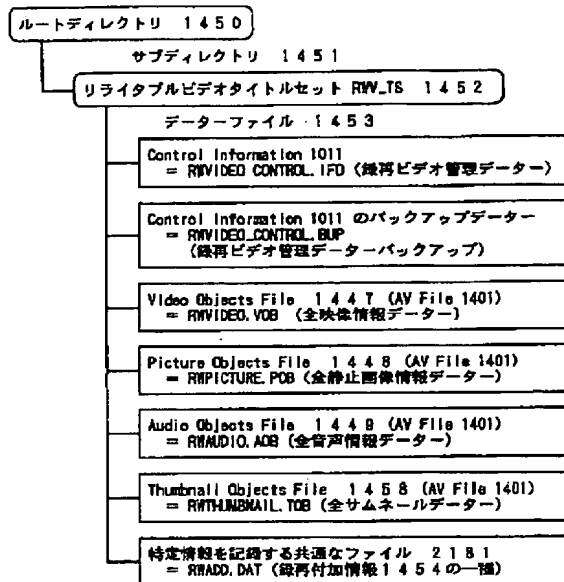 ルートディレクトリ 1450
サブディレクトリ 1451
リライタブルビデオタイトルセット RWV_TS 1452
データーファイル 1453
Control Information 1011
= RWVIDEO_CONTROL.IFO (録再ビデオ管理データー)
Control Information 1011 のバックアップデーター
= RWVIDEO_CONTROL.BUP
(録再ビデオ管理データーバックアップ)
Video Objects File 1447 (AV File 1401)
= RWVIDEO.VOB (全映像情報データー)
Picture Objects File 1448 (AV File 1401)
= RWPICTURE.POB (全静止画像情報データー)
Audio Objects File 1449 (AV File 1401)
= RWAUDIO.AOB (全音声情報データー)
Thumbnail Objects File 1458 (AV File 1401)
= RWTHUMBNAIL.TOB (全サムネールデーター)
特定情報を記録する共通なファイル 2181
= RWADD.DAT (録再付加情報1454の一種)